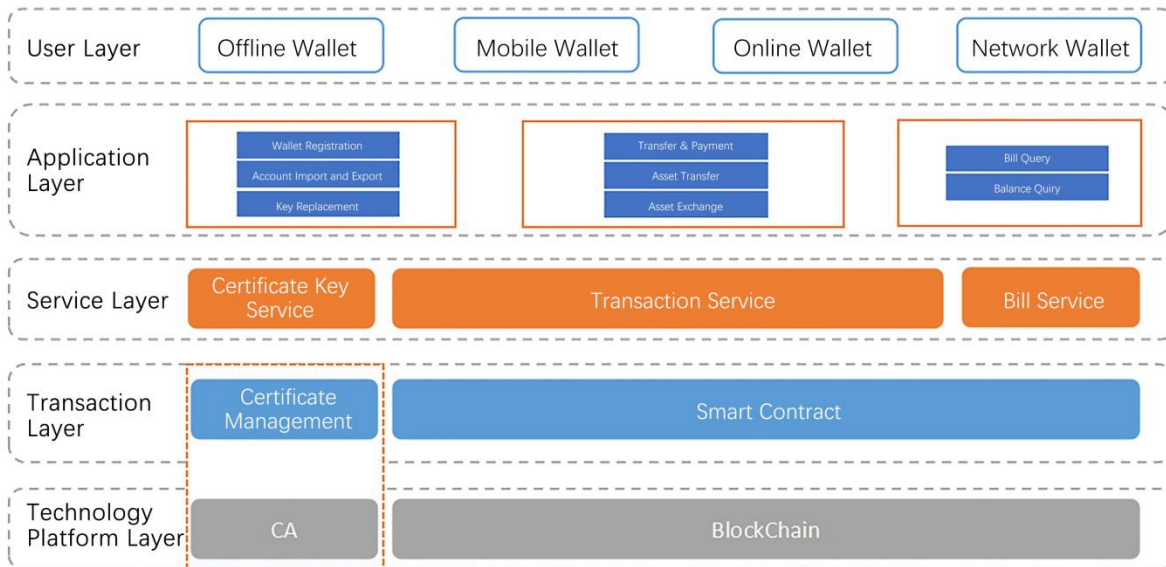 User Layer
Offline Wallet
Mobile Wallet
Online Wallet
Network Wallet
Application
Layer
Wallet Registration
Account Import and Export
Key Replacement
Transfer & Payment
Asset Transfer
Asset Exchange
Bill Query
Balance Quiry
Service Layer
Certificate Key
Service
Transaction Service
Bill Service
Transaction
Layer
Certificate
Management
Smart Contract
Technology
Platform Layer
CA
BlockChain